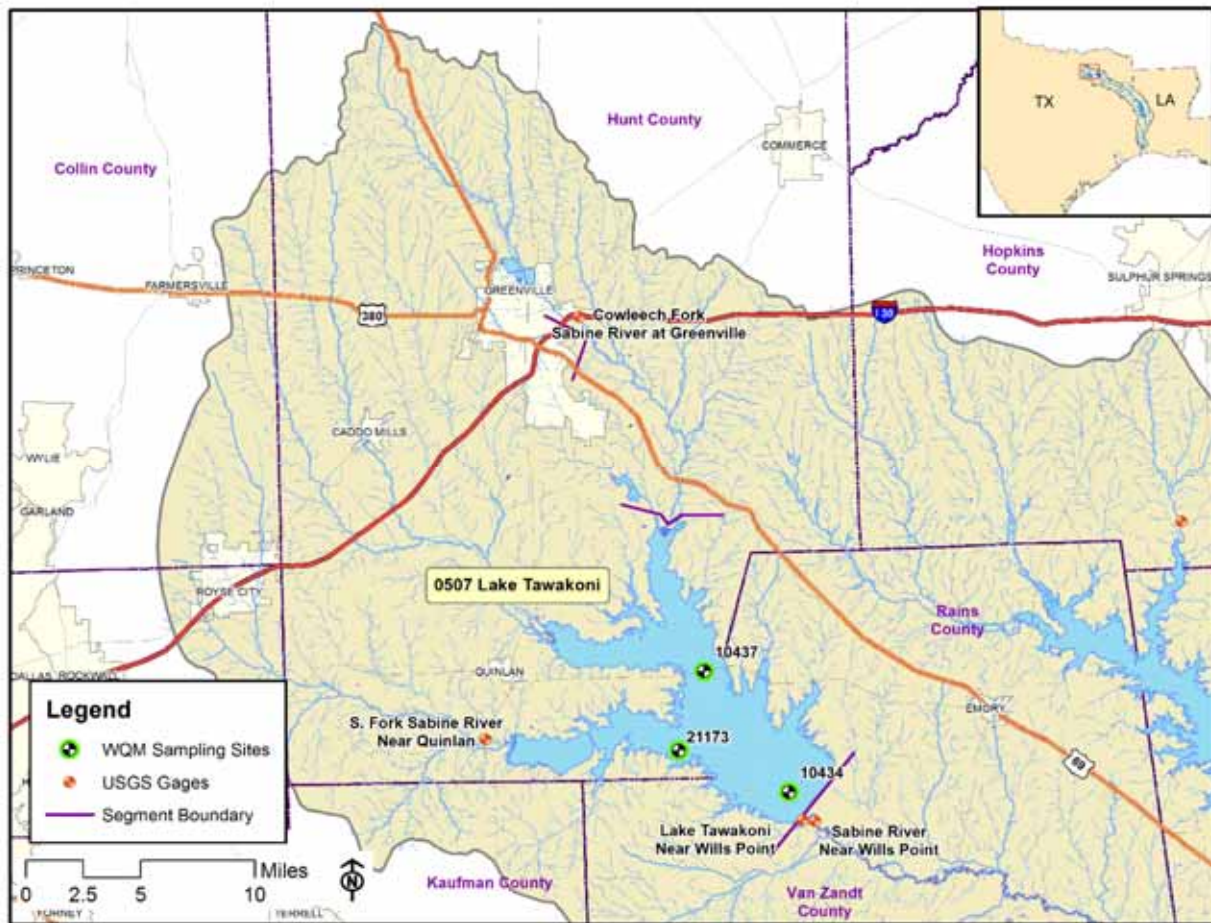 TX
LA
Hunt County
COMMERCE
Collin County
Hopkins
County
SULPHUR SPRINGS
PRINCETON
FARMERSVILLE
GREENVILLE
380
I 30
Cowleech Fork
Sabine River at Greenville
CADDO MILLS
WYLIE
GARLAND
ROYSE CITY
0507 Lake Tawakoni
Rains
County
10437
DALLAS
QUINLAN
EMORY
S. Fork Sabine River
Near Quinlan
21173
10434
69
Lake Tawakoni
Near Wills Point
Sabine River
Near Wills Point
Legend
WQM Sampling Sites
USGS Gages
Segment Boundary
0 2.5 5 10 Miles
N
Kaufman County
Van Zandt
County
TERRELL